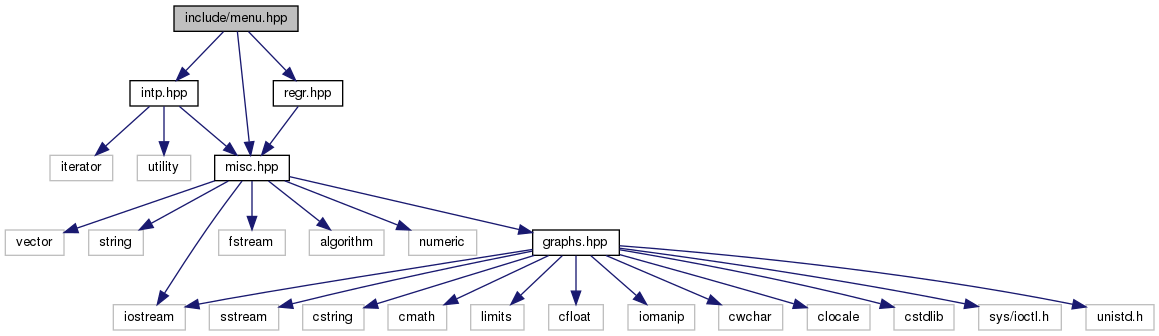 include/menu.hpp
intp.hpp
regr.hpp
iterator
utility
misc.hpp
vector
string
fstream
algorithm
numeric
graphs.hpp
iostream
sstream
cstring
cmath
limits
cfloat
iomanip
cwchar
clocale
cstdlib
sys/ioctl.h
unistd.h